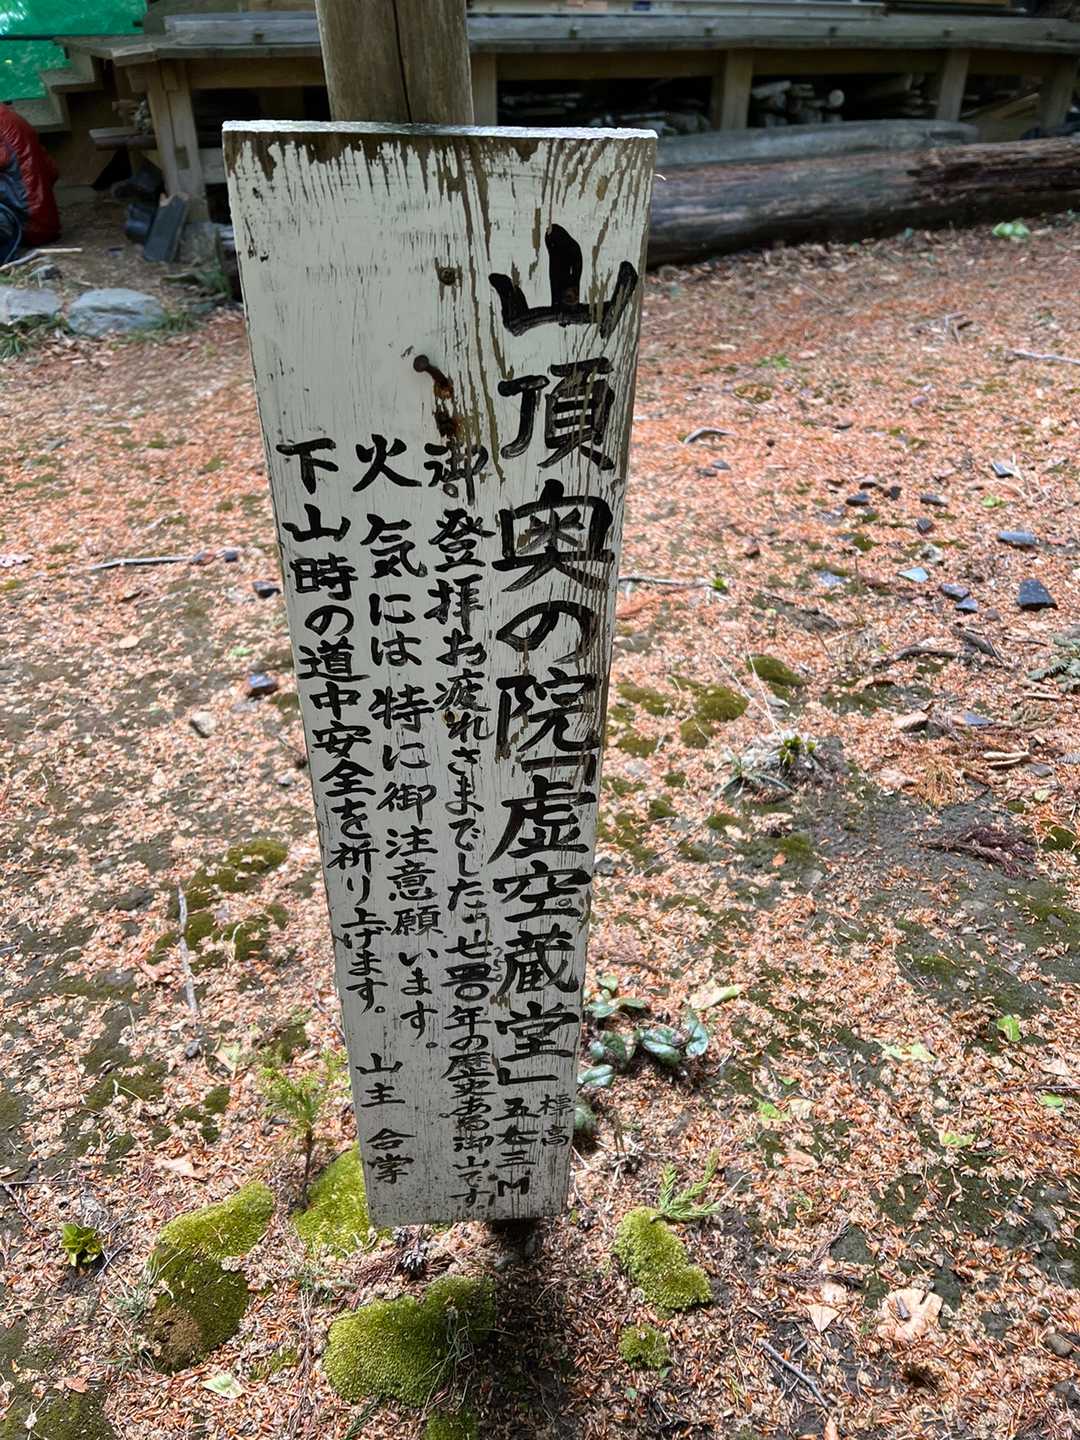 山頂奥の院「虚空蔵堂」標高五六三M
御登拝お疲れさまでした。七五〇年の歴史ある御山です。
火気には特に御注意願います。
下山時の道中安全を祈り上げます。 山主 合掌